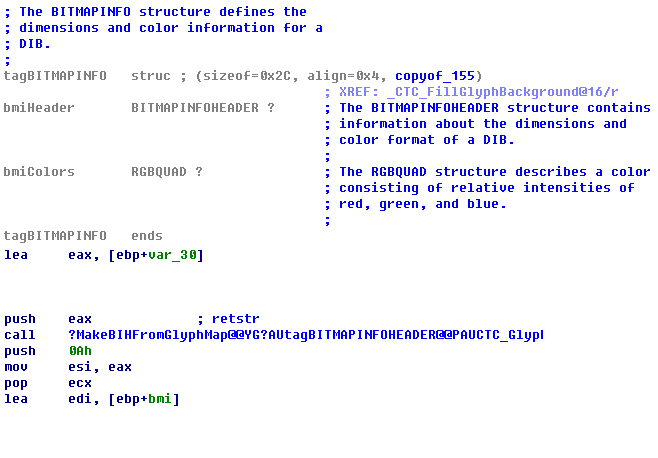 ; The BITMAPINFO structure defines the
; dimensions and color information for a
; DIB.
;
tagBITMAPINFO struc ; (sizeof=0x2C, align=0x4, copyof_155)
; XREF: _CTC_FillGlyphBackground@16/r
bmiHeader BITMAPINFOHEADER ? ; The BITMAPINFOHEADER structure contains
; information about the dimensions and
; color format of a DIB.
;
bmiColors RGBQUAD ? ; The RGBQUAD structure describes a color
; consisting of relative intensities of
; red, green, and blue.
;
tagBITMAPINFO ends
lea eax, [ebp+var_30]
push eax ; retstr
call ?MakeBIHFromGlyphMap@@YG?AUtagBITMAPINFOHEADER@@PAUCTC_Glyp
push 0Ah
mov esi, eax
pop ecx
lea edi, [ebp+bmi]